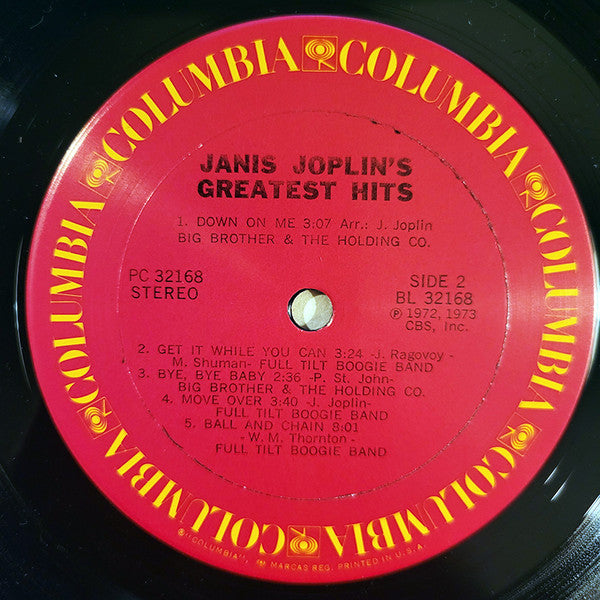 COLUMBIA COLUMBIA COLUMBIA COLUMBIA COLUMBIA COLUMBIA
JANIS JOPLIN'S
GREATEST HITS
1. DOWN ON ME 3:07 Arr.: J. Joplin
BIG BROTHER & THE HOLDING CO.
PC 32168
STEREO
SIDE 2
BL 32168
℗ 1972, 1973
CBS, Inc.
2. GET IT WHILE YOU CAN 3:24 -J. Ragovoy -
M. Shuman- FULL TILT BOOGIE BAND
3. BYE, BYE BABY 2:36 -P. St. John-
BIG BROTHER & THE HOLDING CO.
4. MOVE OVER 3:40 -J. Joplin-
FULL TILT BOOGIE BAND
5. BALL AND CHAIN 8:01
-W. M. Thornton -
FULL TILT BOOGIE BAND
®"COLUMBIA", ® MARCAS REG. PRINTED IN U.S.A.